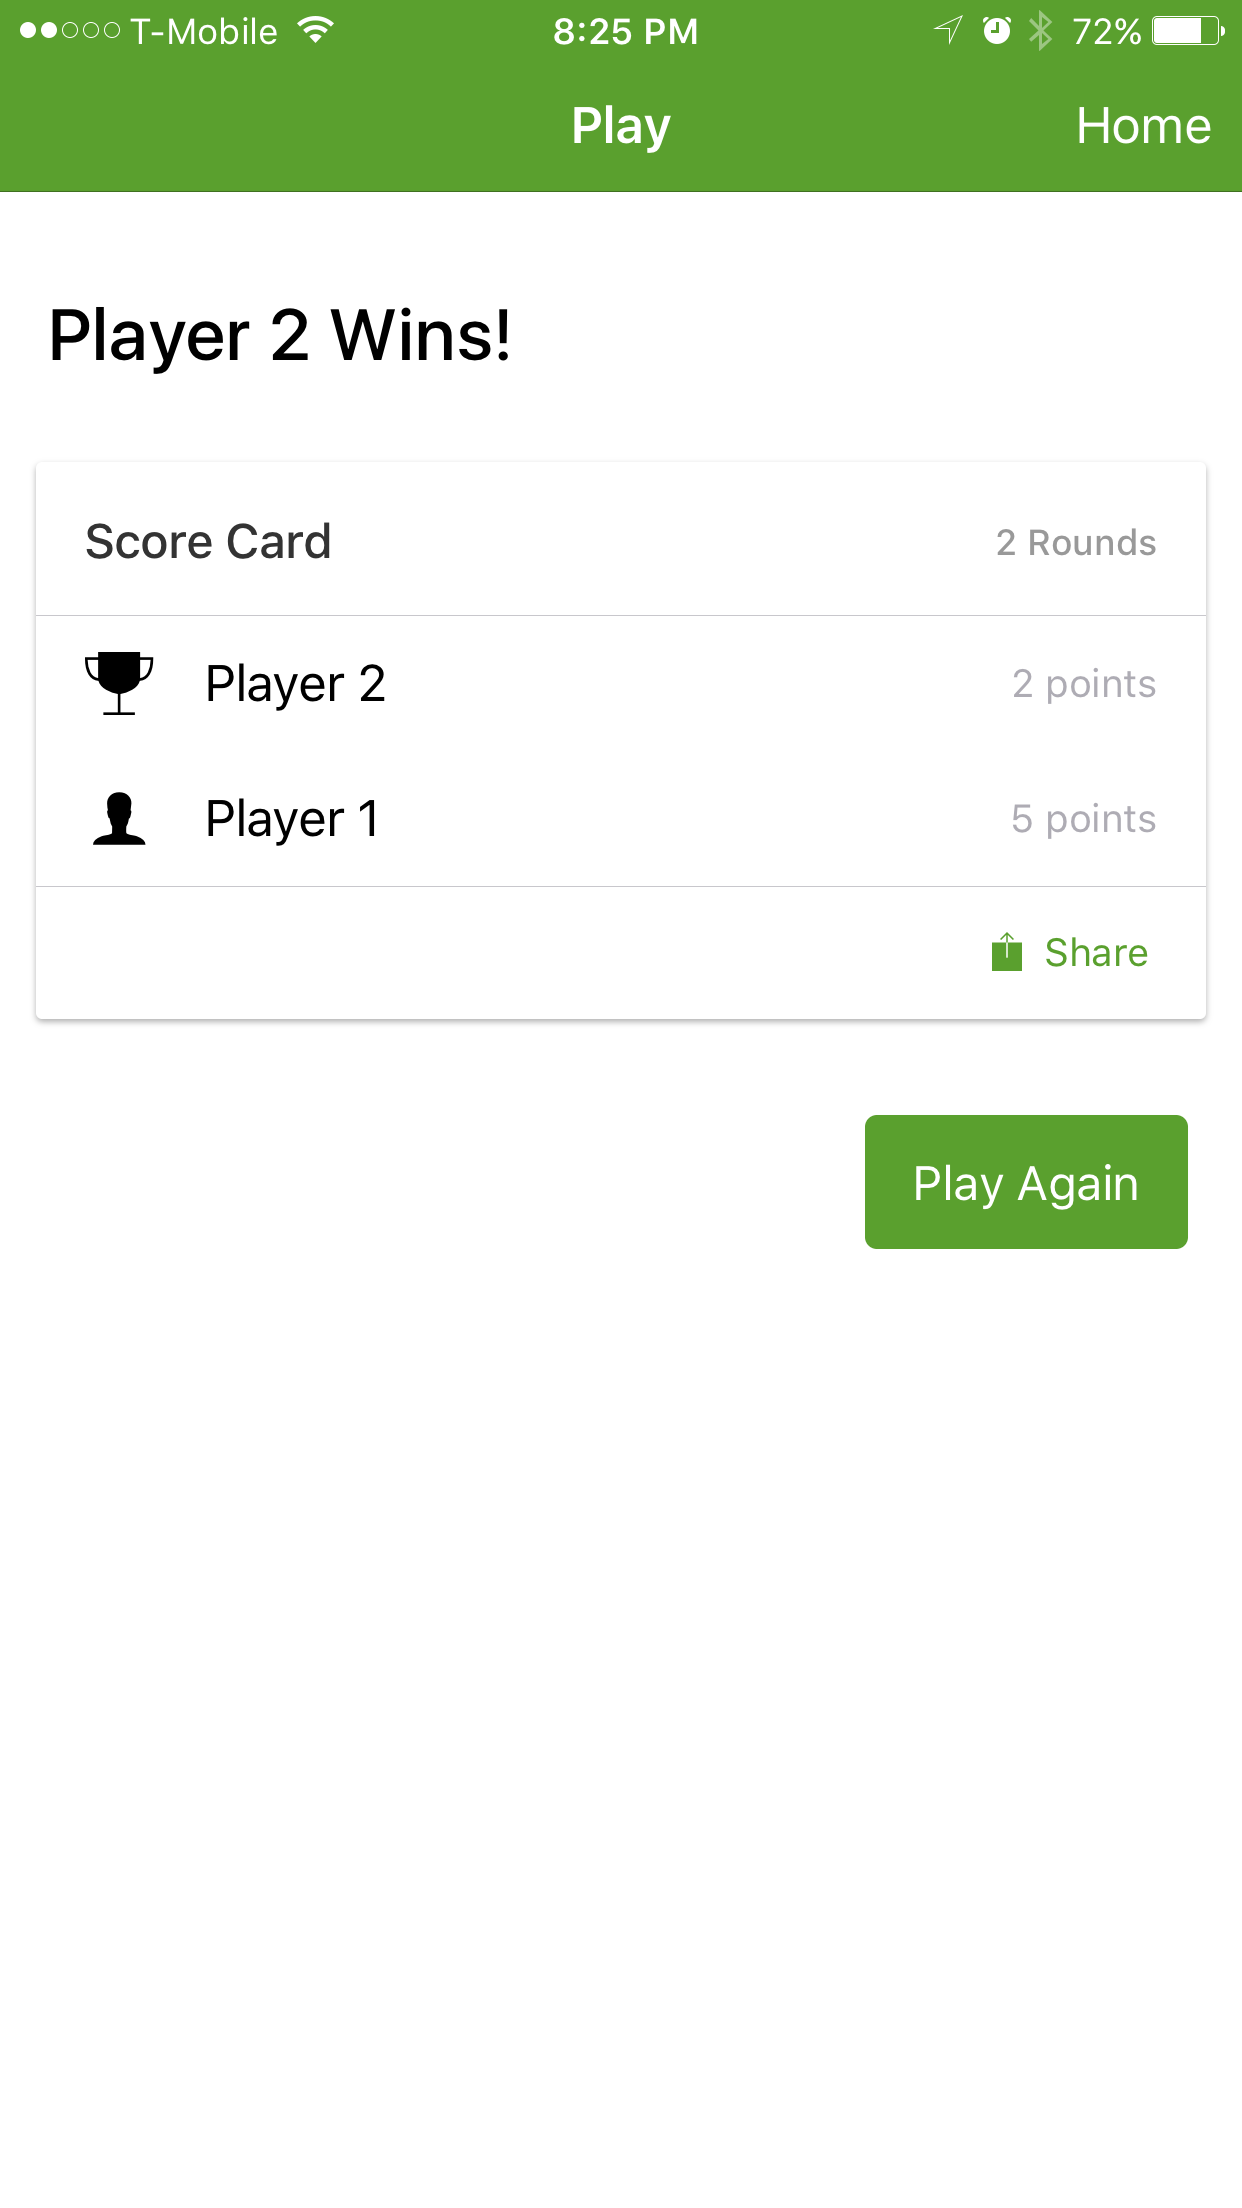 T-Mobile 8:25 PM 72%
Play Home
Player 2 Wins!
Score Card 2 Rounds
Player 2 2 points
Player 1 5 points
Share
Play Again